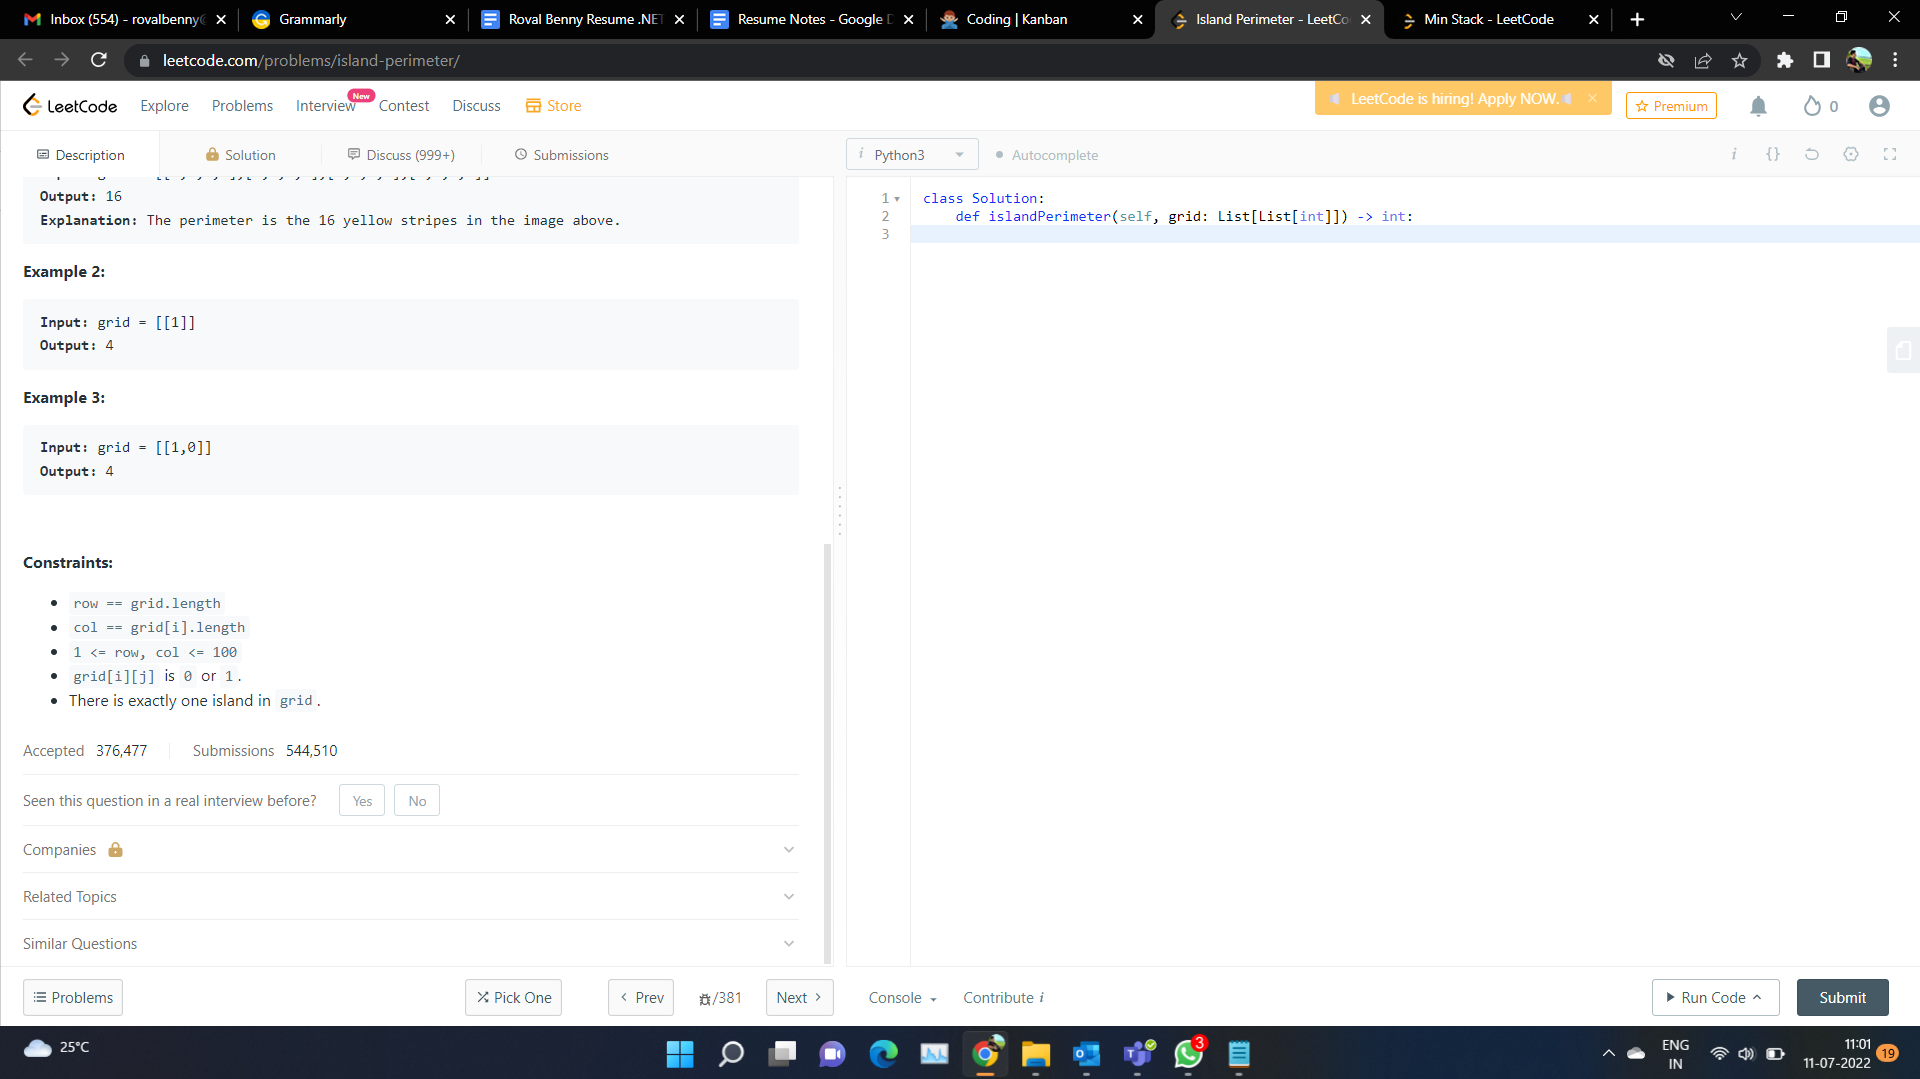 Inbox (554) - rovalbenny@
Grammarly
Roval Benny Resume .NET
Resume Notes - Google D
Coding | Kanban
Island Perimeter - LeetCo
Min Stack - LeetCode
leetcode.com/problems/island-perimeter/
LeetCode
Explore
Problems
Interview
New
Contest
Discuss
Store
LeetCode is hiring! Apply NOW.
Premium
0
Description
Solution
Discuss (999+)
Submissions
i Python3
Autocomplete
i {}
Output: 16
Explanation: The perimeter is the 16 yellow stripes in the image above.
Example 2:
Input: grid = [[1]]
Output: 4
Example 3:
Input: grid = [[1,0]]
Output: 4
Constraints:
row == grid.length
col == grid[i].length
1 <= row, col <= 100
grid[i][j] is 0 or 1.
There is exactly one island in grid.
Accepted 376,477 Submissions 544,510
Seen this question in a real interview before? Yes No
Companies
Related Topics
Similar Questions
1 class Solution:
2 def islandPerimeter(self, grid: List[List[int]]) -> int:
3
Problems
Pick One
Prev
/381
Next
Console
Contribute i
Run Code
Submit
25°C
3
ENG
IN
11:01
11-07-2022
19